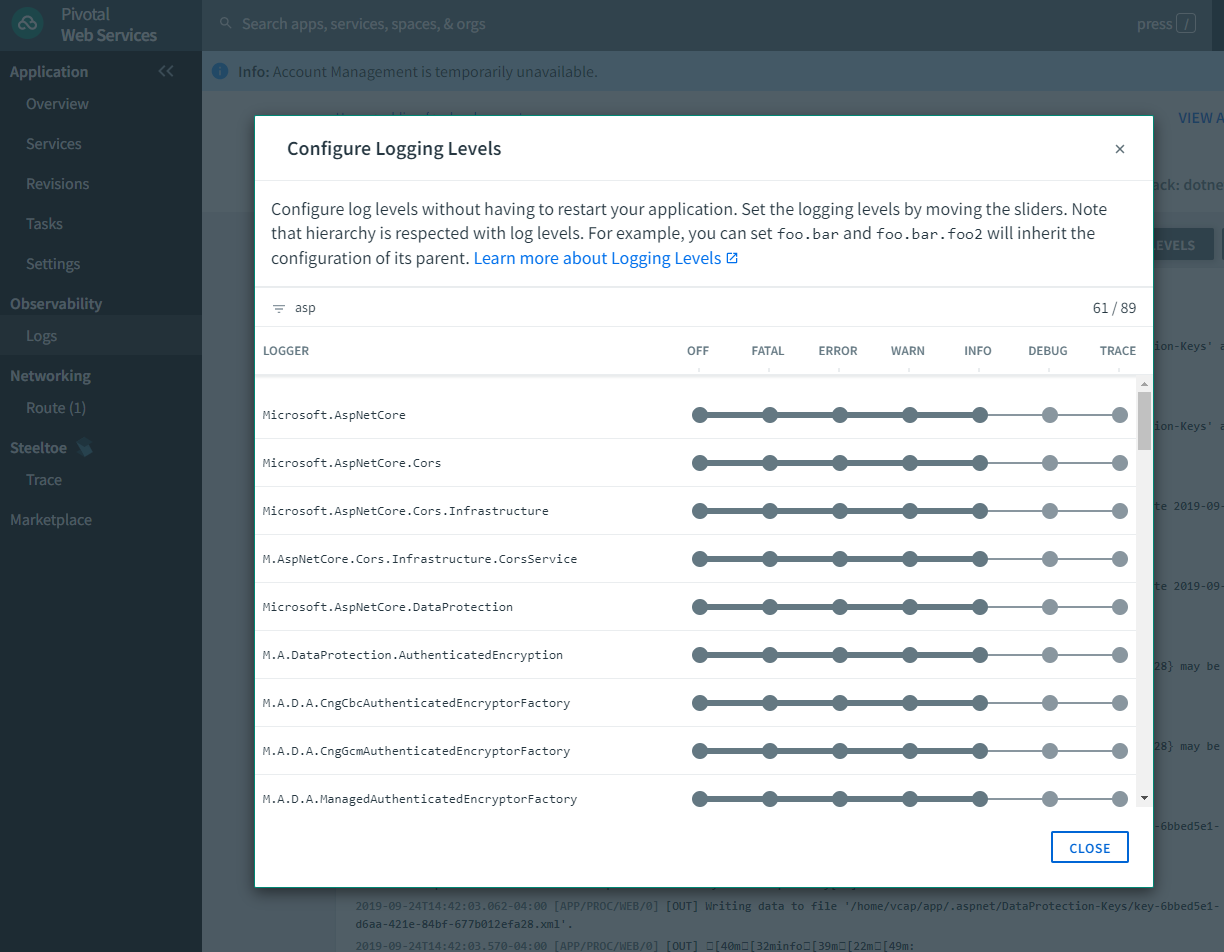 Pivotal
Web Services
Search apps, services, spaces, & orgs
press /
Application
Info: Account Management is temporarily unavailable.
Overview
Services
Revisions
Tasks
Settings
Observability
Logs
Networking
Route (1)
Steeltoe
Trace
Marketplace
VIEW A
ack: dotne
EVELS
Configure Logging Levels
×
Configure log levels without having to restart your application. Set the logging levels by moving the sliders. Note
that hierarchy is respected with log levels. For example, you can set foo.bar and foo.bar.foo2 will inherit the
configuration of its parent. Learn more about Logging Levels
asp
61 / 89
LOGGER OFF FATAL ERROR WARN INFO DEBUG TRACE
Microsoft.AspNetCore
Microsoft.AspNetCore.Cors
Microsoft.AspNetCore.Cors.Infrastructure
M.AspNetCore.Cors.Infrastructure.CorsService
Microsoft.AspNetCore.DataProtection
M.A.DataProtection.AuthenticatedEncryption
M.A.D.A.CngCbcAuthenticatedEncryptorFactory
M.A.D.A.CngGcmAuthenticatedEncryptorFactory
M.A.D.A.ManagedAuthenticatedEncryptorFactory
CLOSE
ion-Keys' a
ion-Keys' a
te 2019-09-
te 2019-09-
28} may be
28} may be
-6bbed5e1-
2019-09-24T14:42:03.062-04:00 [APP/PROC/WEB/0] [OUT] Writing data to file '/home/vcap/app/.aspnet/DataProtection-Keys/key-6bbed5e1-
d6aa-421e-84bf-677b012efa28.xml'.
2019-09-24T14:42:03.570-04:00 [APP/PROC/WEB/0] [OUT] □[40m□[32minfo□[39m□[22m□[49m: